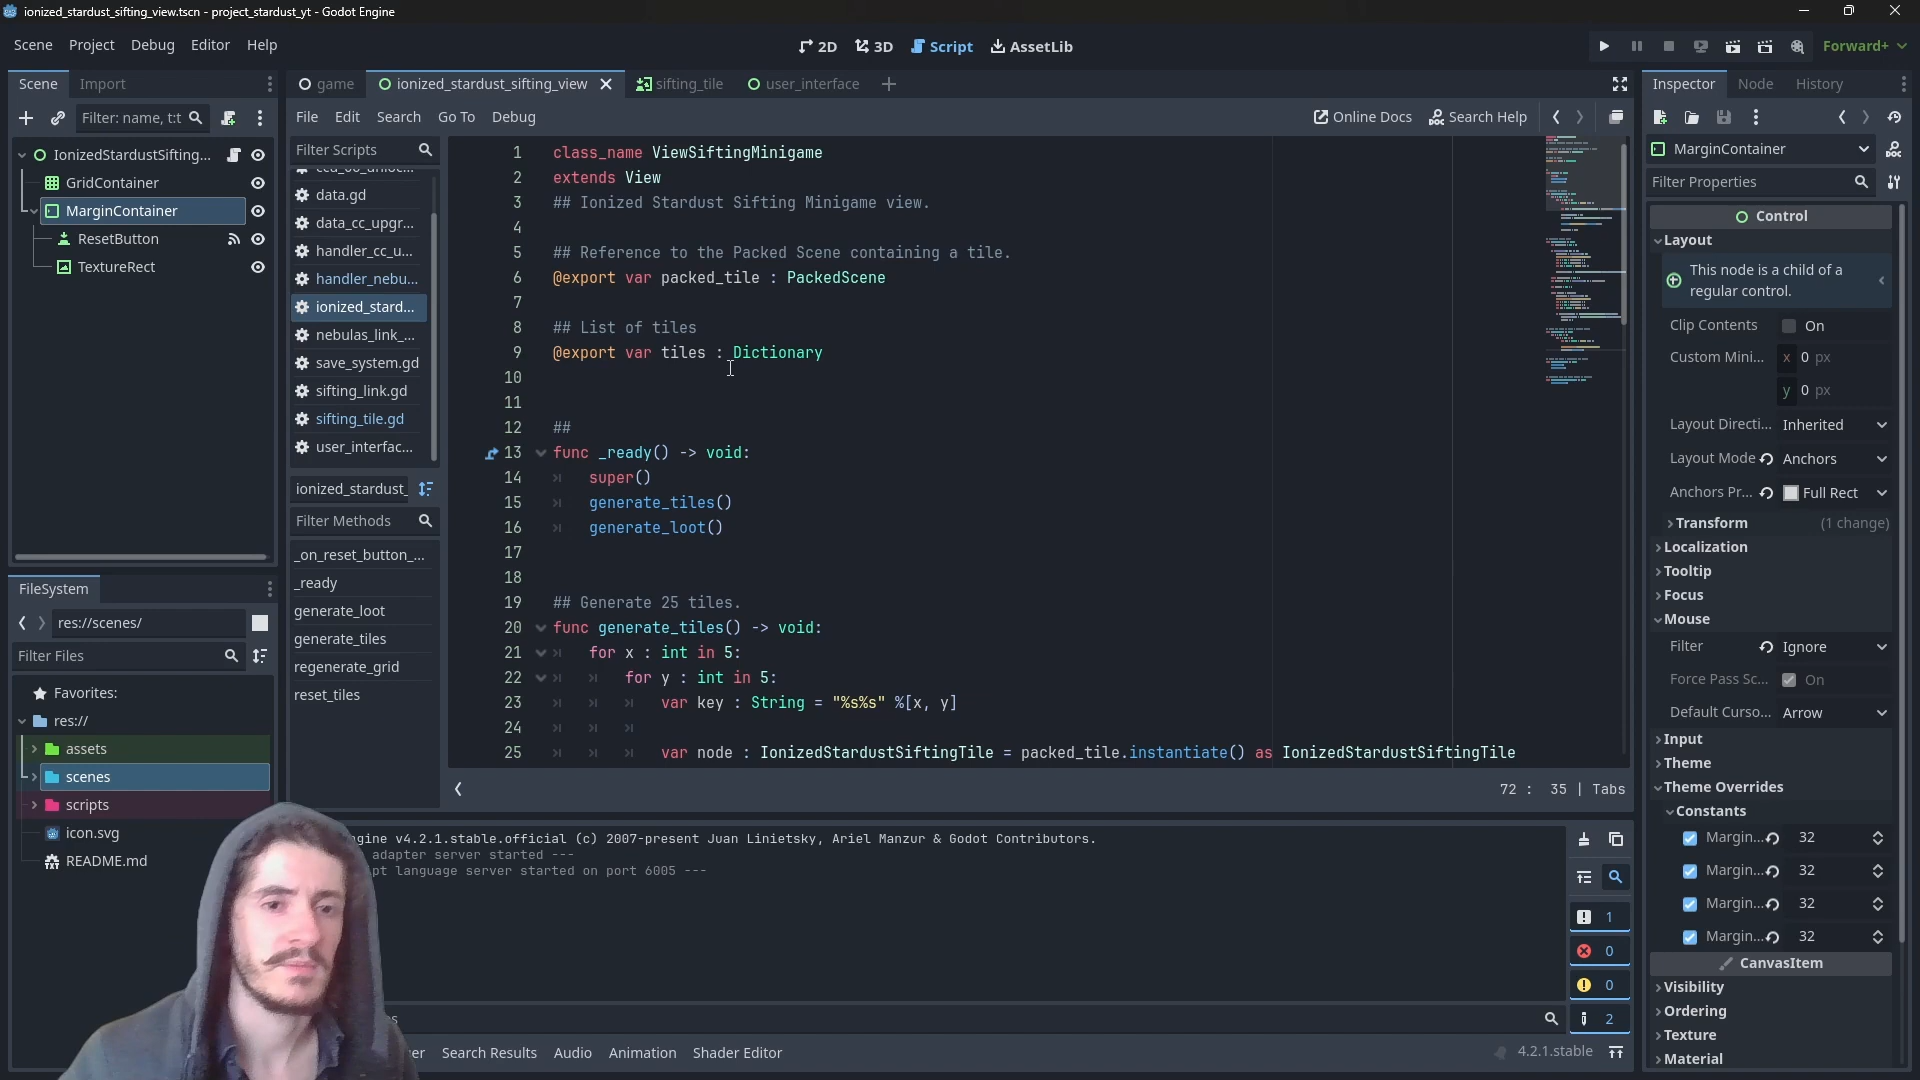 ionized_stardust_sifting_view.tscn - project_stardust_yt - Godot Engine
Scene Project Debug Editor Help
2D 3D Script AssetLib
Forward+
Scene Import
Filter: name, t:t
IonizedStardustSifting...
GridContainer
MarginContainer
ResetButton
TextureRect
FileSystem
res://scenes/
Filter Files
Favorites:
res://
assets
scenes
scripts
icon.svg
README.md
game ionized_stardust_sifting_view sifting_tile user_interface
File Edit Search Go To Debug
Online Docs Search Help
Filter Scripts
data.gd
data_cc_upgr...
handler_cc_u...
handler_nebu...
ionized_stard...
nebulas_link_...
save_system.gd
sifting_link.gd
sifting_tile.gd
user_interfac...
ionized_stardust_
Filter Methods
_on_reset_button_...
_ready
generate_loot
generate_tiles
regenerate_grid
reset_tiles
1 class_name ViewSiftingMinigame
2 extends View
3 ## Ionized Stardust Sifting Minigame view.
4
5 ## Reference to the Packed Scene containing a tile.
6 @export var packed_tile : PackedScene
7
8 ## List of tiles
9 @export var tiles : Dictionary
10
11
12 ##
13 func _ready() -> void:
14 super()
15 generate_tiles()
16 generate_loot()
17
18
19 ## Generate 25 tiles.
20 func generate_tiles() -> void:
21 for x : int in 5:
22 for y : int in 5:
23 var key : String = "%s%s" %[x, y]
24
25 var node : IonizedStardustSiftingTile = packed_tile.instantiate() as IonizedStardustSiftingTile
72 : 35 | Tabs
ngine v4.2.1.stable.official (c) 2007-present Juan Linietsky, Ariel Manzur & Godot Contributors.
adapter server started ---
pt language server started on port 6005 ---
1
0
0
2
er Search Results Audio Animation Shader Editor
4.2.1.stable
Inspector Node History
MarginContainer
Filter Properties
Control
Layout
This node is a child of a
regular control.
Clip Contents On
Custom Mini... x 0 px
y 0 px
Layout Directi... Inherited
Layout Mode Anchors
Anchors Pr... Full Rect
Transform (1 change)
Localization
Tooltip
Focus
Mouse
Filter Ignore
Force Pass Sc... On
Default Curso... Arrow
Input
Theme
Theme Overrides
Constants
Margin... 32
Margin... 32
Margin... 32
Margin... 32
CanvasItem
Visibility
Ordering
Texture
Material